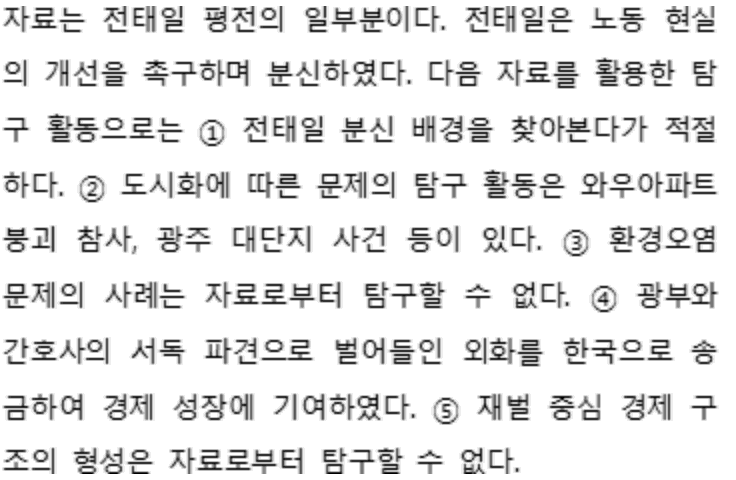 자료는 전태일 평전의 일부분이다. 전태일은 노동 현실
의 개선을 촉구하며 분신하였다. 다음 자료를 활용한 탐
구 활동으로는 ① 전태일 분신 배경을 찾아본다가 적절
하다. ② 도시화에 따른 문제의 탐구 활동은 와우아파트
붕괴 참사, 광주 대단지 사건 등이 있다. ③ 환경오염
문제의 사례는 자료로부터 탐구할 수 없다. ④ 광부와
간호사의 서독 파견으로 벌어들인 외화를 한국으로 송
금하여 경제 성장에 기여하였다. ⑤ 재벌 중심 경제 구
조의 형성은 자료로부터 탐구할 수 없다.